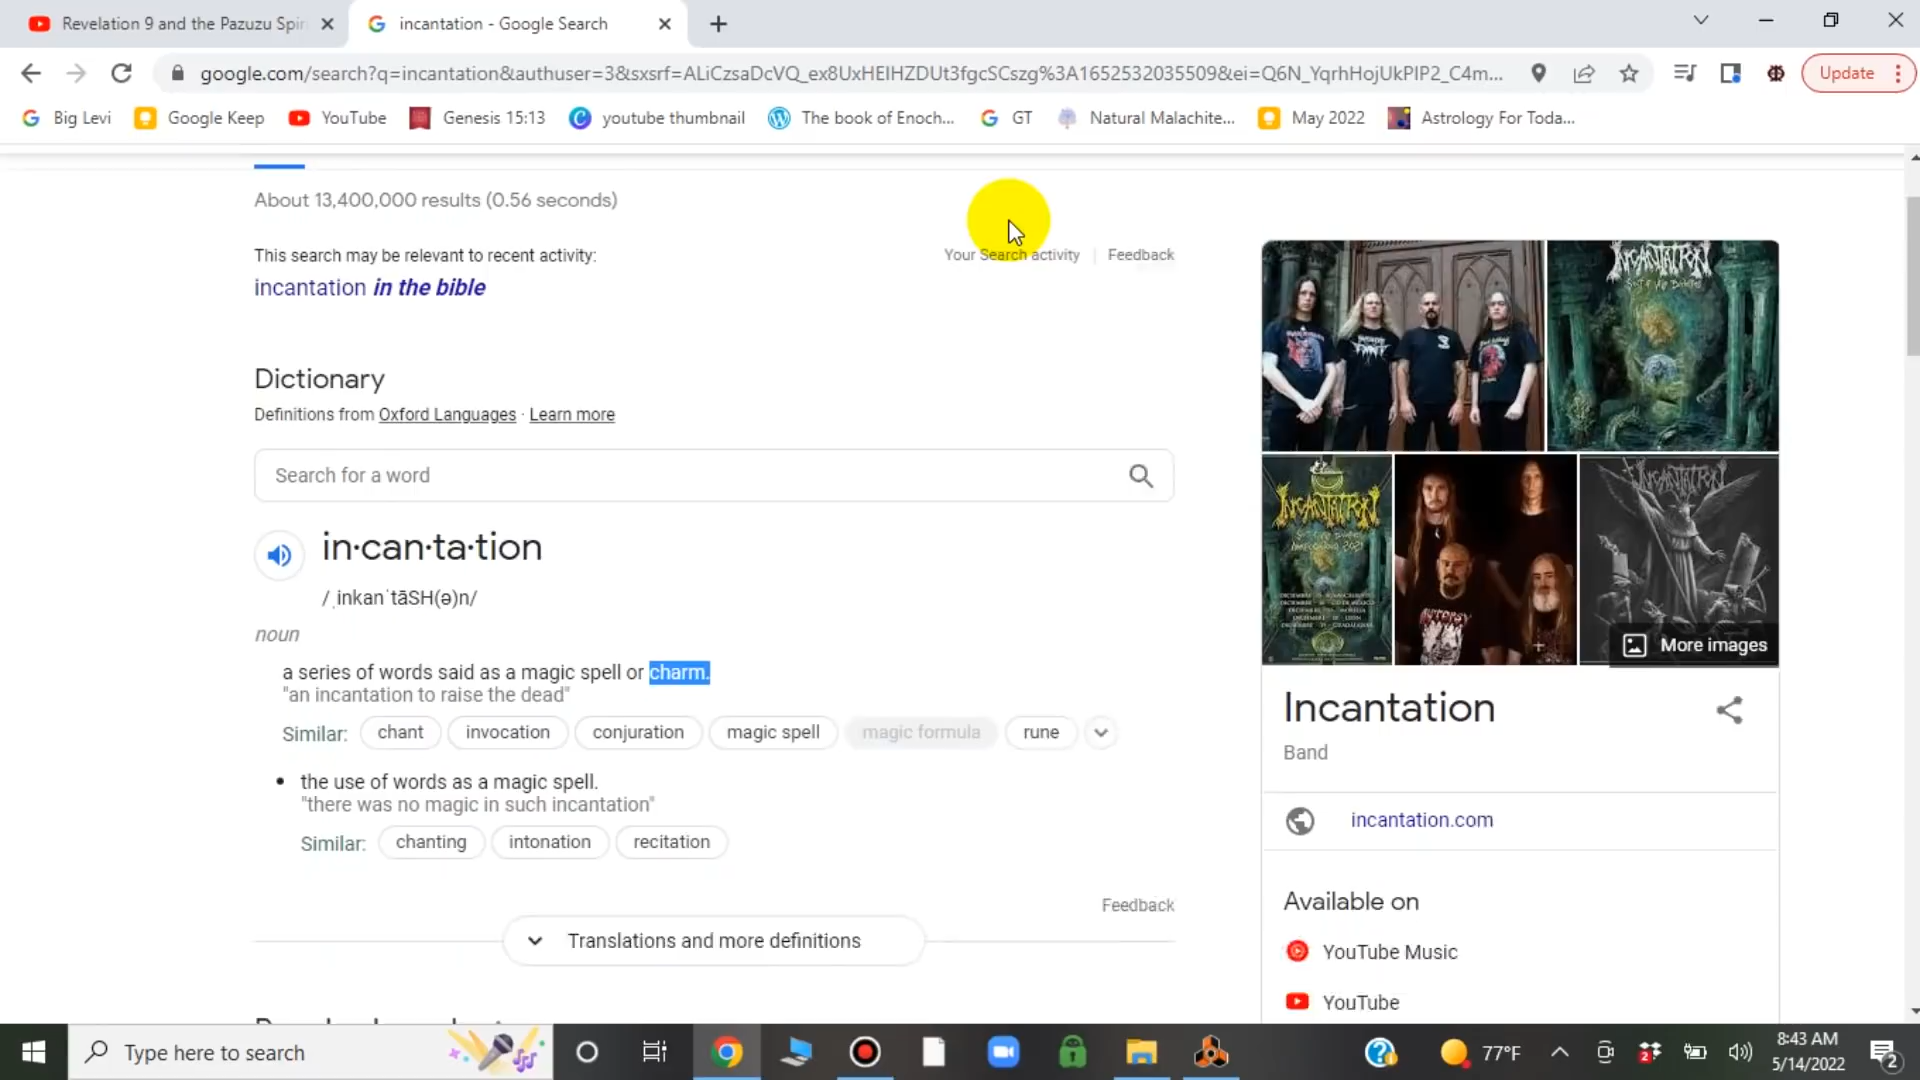 Revelation 9 and the Pazuzu Spir
incantation - Google Search
google.com/search?q=incantation&authuser=3&sxsrf=ALiCzsaDcVQ_ex8UxHEIHZDUt3fgcSCszg%3A1652532035509&ei=Q6N_YqrhHojUkPIP2_C4m...
Update
Big Levi
Google Keep
YouTube
Genesis 15:13
youtube thumbnail
The book of Enoch...
GT
Natural Malachite...
May 2022
Astrology For Toda...
About 13,400,000 results (0.56 seconds)
This search may be relevant to recent activity:
Your Search activity
Feedback
incantation in the bible
Dictionary
Definitions from Oxford Languages · Learn more
Search for a word
in·can·ta·tion
/ˌinkanˈtāSH(ə)n/
noun
a series of words said as a magic spell or charm.
"an incantation to raise the dead"
Similar:
chant
invocation
conjuration
magic spell
magic formula
rune
• the use of words as a magic spell.
"there was no magic in such incantation"
Similar:
chanting
intonation
recitation
Feedback
Translations and more definitions
INCANTATION
INCANTATION
INCANTATION
AUTOPSY
More images
Incantation
Band
incantation.com
Available on
YouTube Music
YouTube
Type here to search
77°F
2
8:43 AM
5/14/2022
2